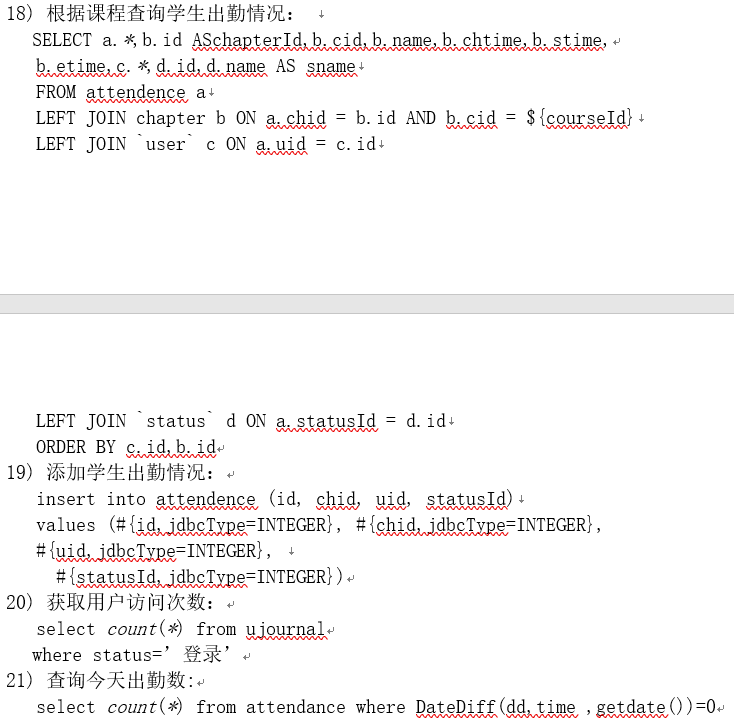 18) 根据课程查询学生出勤情况：
SELECT a.*,b.id ASchapterId,b.cid,b.name,b.chtime,b.stime,
b.etime,c.*,d.id,d.name AS sname
FROM attendence a
LEFT JOIN chapter b ON a.chid = b.id AND b.cid = ${courseId}
LEFT JOIN `user` c ON a.uid = c.id
LEFT JOIN `status` d ON a.statusId = d.id
ORDER BY c.id,b.id
19) 添加学生出勤情况：
insert into attendence (id, chid, uid, statusId)
values (#{id,jdbcType=INTEGER}, #{chid,jdbcType=INTEGER},
#{uid,jdbcType=INTEGER},
#{statusId,jdbcType=INTEGER})
20) 获取用户访问次数：
select count(*) from ujournal
where status=’登录’
21) 查询今天出勤数:
select count(*) from attendance where DateDiff(dd,time ,getdate())=0